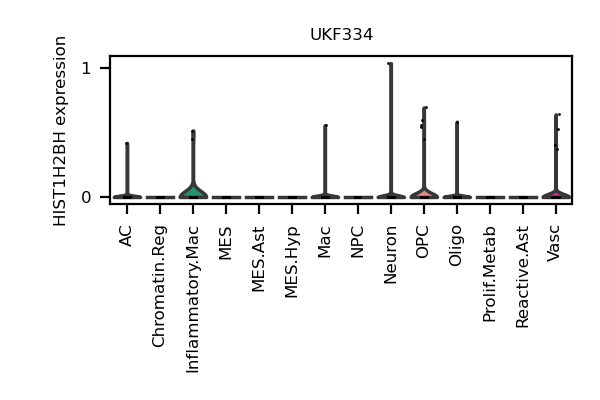 UKF334
HIST1H2BH expression
1
0
AC
Chromatin.Reg
Inflammatory.Mac
MES
MES.Ast
MES.Hyp
Mac
NPC
Neuron
OPC
Oligo
Prolif.Metab
Reactive.Ast
Vasc